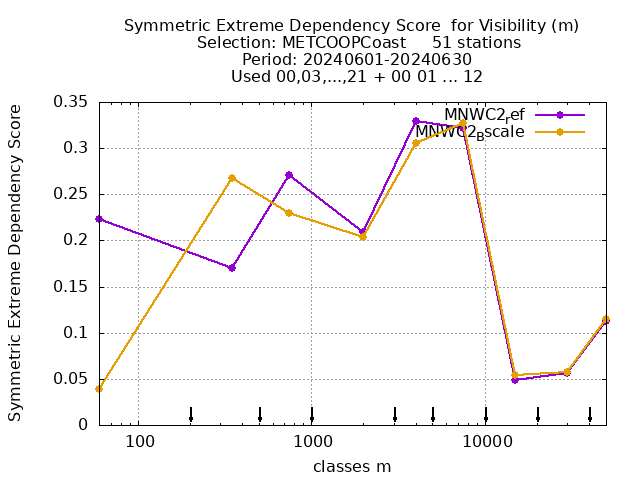 Symmetric Extreme Dependency Score  for Visibility (m)
Selection: METCOOPCoast     51 stations
Period: 20240601-20240630
Used 00,03,...,21 + 00 01 ... 12
Symmetric Extreme Dependency Score
0.35
0.3
0.25
0.2
0.15
0.1
0.05
0
MNWC2ref
MNWC2Bscale
100
1000
10000
classes m